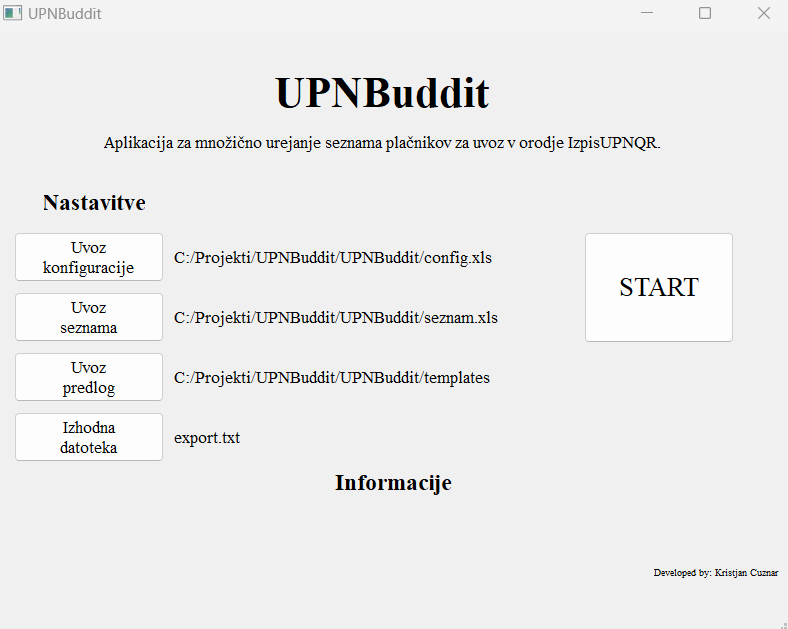 UPNBuddit
UPNBuddit
Aplikacija za množično urejanje seznama plačnikov za uvoz v orodje IzpisUPNQR.
Nastavitve
Uvoz
konfiguracije
C:/Projekti/UPNBuddit/UPNBuddit/config.xls
START
Uvoz
seznama
C:/Projekti/UPNBuddit/UPNBuddit/seznam.xls
Uvoz
predlog
C:/Projekti/UPNBuddit/UPNBuddit/templates
Izhodna
datoteka
export.txt
Informacije
Developed by: Kristjan Cuznar